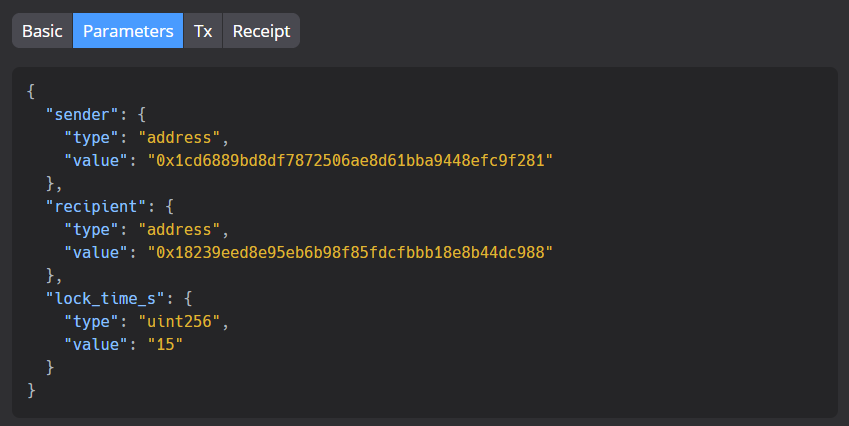 Basic Parameters Tx Receipt
{
  "sender": {
    "type": "address",
    "value": "0x1cd6889bd8df7872506ae8d61bba9448efc9f281"
  },
  "recipient": {
    "type": "address",
    "value": "0x18239eed8e95eb6b98f85fdcfbbb18e8b44dc988"
  },
  "lock_time_s": {
    "type": "uint256",
    "value": "15"
  }
}